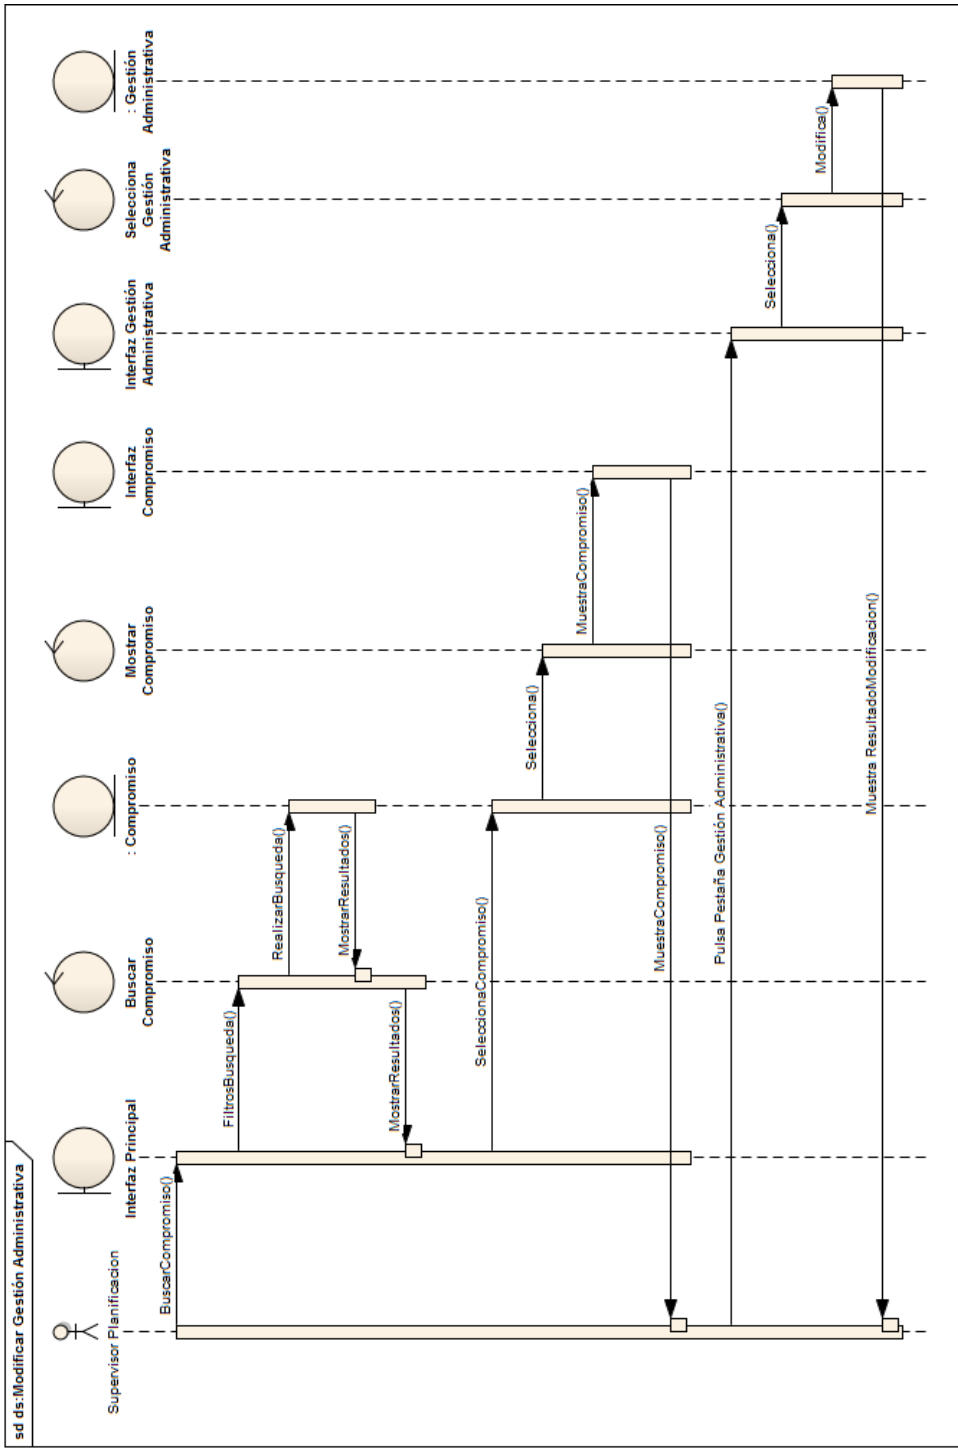 sd ds:Modificar Gestión Administrativa
Supervisor Planificacion
Interfaz Principal
Buscar
Compromiso
: Compromiso
Mostrar
Compromiso
Interfaz
Compromiso
Interfaz Gestión
Administrativa
Selecciona
Gestión
Administrativa
: Gestión
Administrativa
BuscarCompromiso()
FiltrosBusqueda()
RealizarBusqueda()
MostrarResultados()
MostrarResultados()
SeleccionaCompromiso()
Selecciona()
MuestraCompromiso()
MuestraCompromiso()
Pulsa Pestaña Gestión Administrativa()
Selecciona()
Modifica()
Muestra ResultadoModificacion()